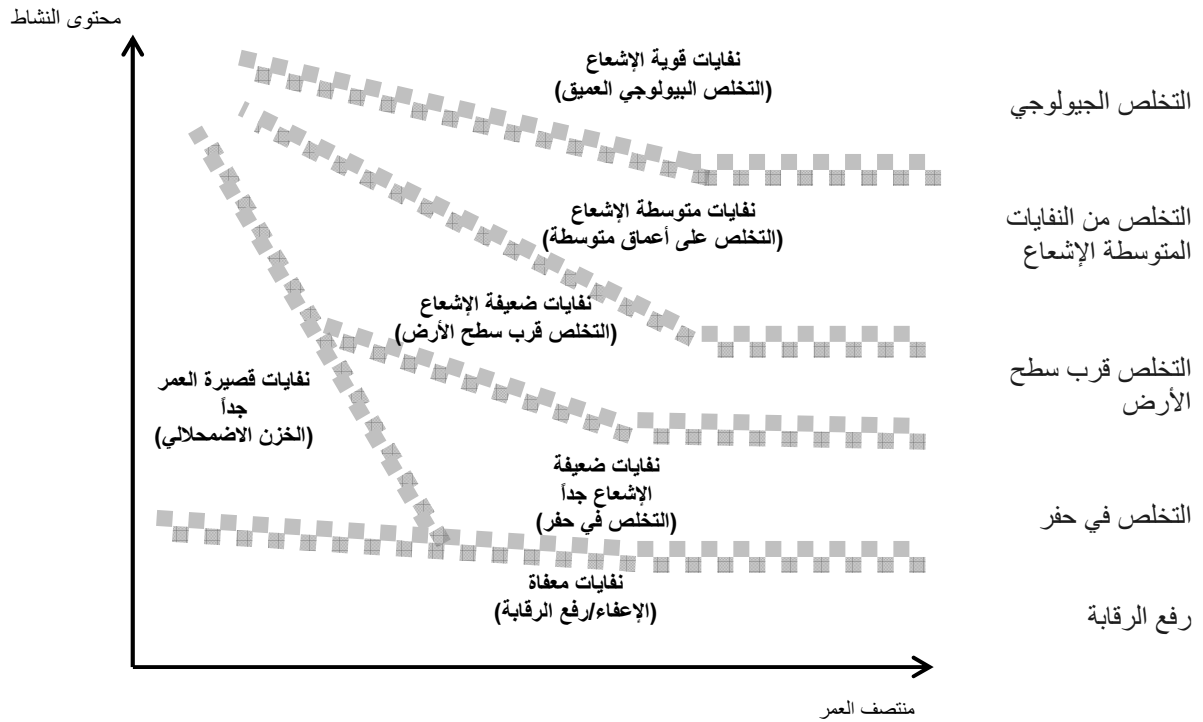 محتوى النشاط
نفايات قوية الإشعاع
(التخلص البيولوجي العميق)
التخلص الجيولوجي
نفايات متوسطة الإشعاع
(التخلص على أعماق متوسطة)
التخلص من النفايات
المتوسطة الإشعاع
نفايات ضعيفة الإشعاع
(التخلص قرب سطح الأرض)
التخلص قرب سطح
الأرض
نفايات قصيرة العمر
جداً
(الخزن الاضمحلالي)
نفايات ضعيفة
الإشعاع جداً
(التخلص في حفر)
التخلص في حفر
نفايات معفاة
(الإعفاء/رفع الرقابة)
رفع الرقابة
منتصف العمر